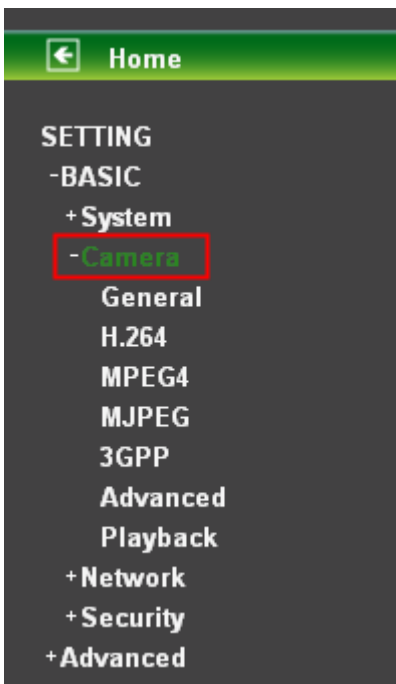 Home
SETTING
-BASIC
+System
-Camera
General
H.264
MPEG4
MJPEG
3GPP
Advanced
Playback
+Network
+Security
+Advanced